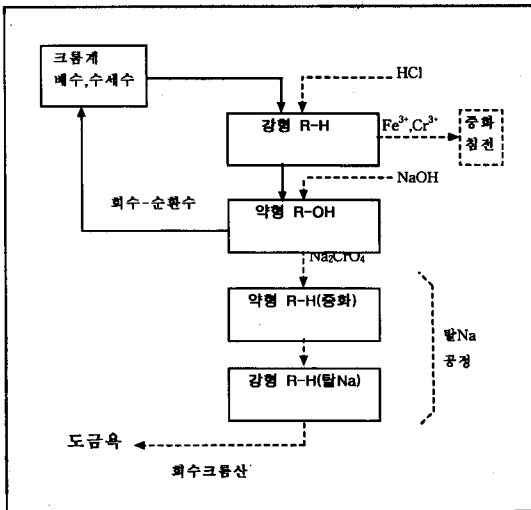 크롬계
배수,수세수
HCl
강형 R-H
Fe³⁺,Cr³⁺
중화
침전
NaOH
회수-순환수
약형 R-OH
Na₂CrO₄
약형 R-H(중화)
탈Na
공정
강형 R-H(탈Na)
도금욕
회수크롬산